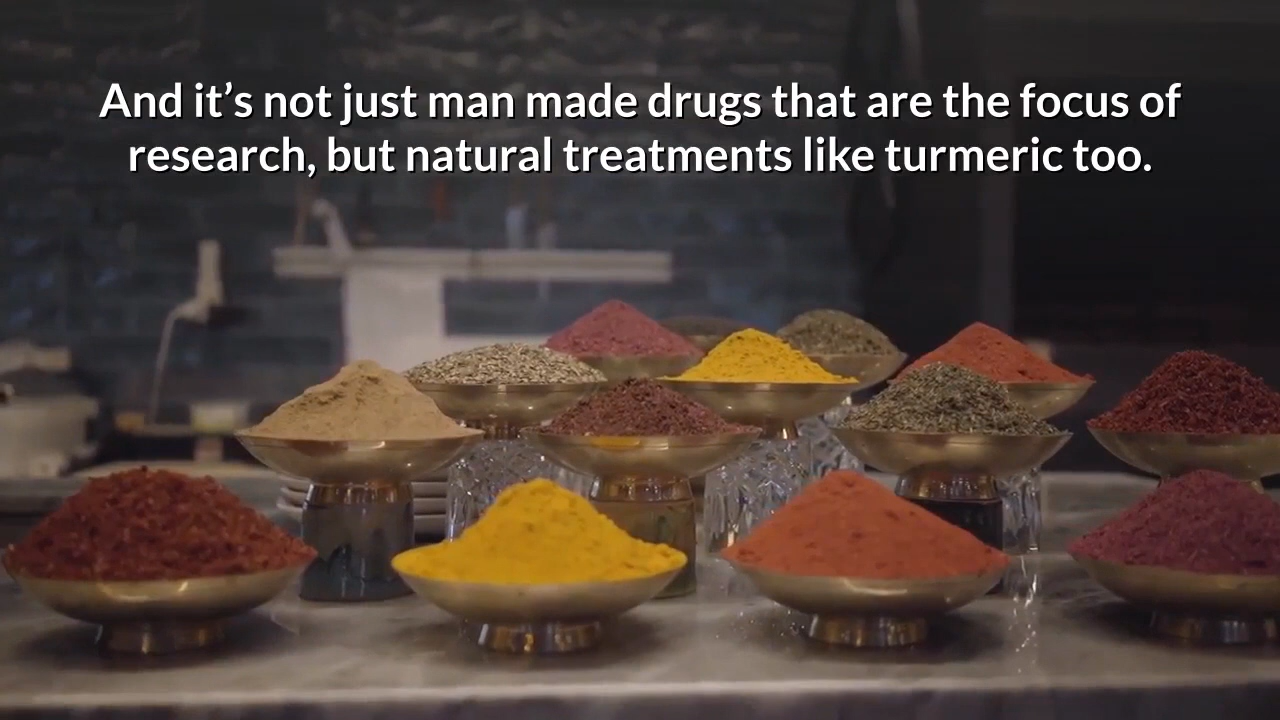 And it’s not just man made drugs that are the focus of
research, but natural treatments like turmeric too.